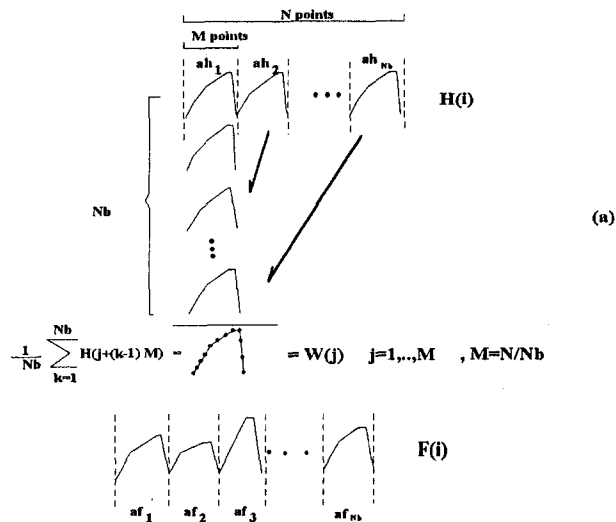 N points
M points
ah1 ah2 ••• ahNb
H(i)
Nb
(a)
1/Nb Nb∑k=1 H(j+(k-1) M) = = W(j) j=1,..,M , M=N/Nb
F(i)
af1 af2 af3 • • • afNb